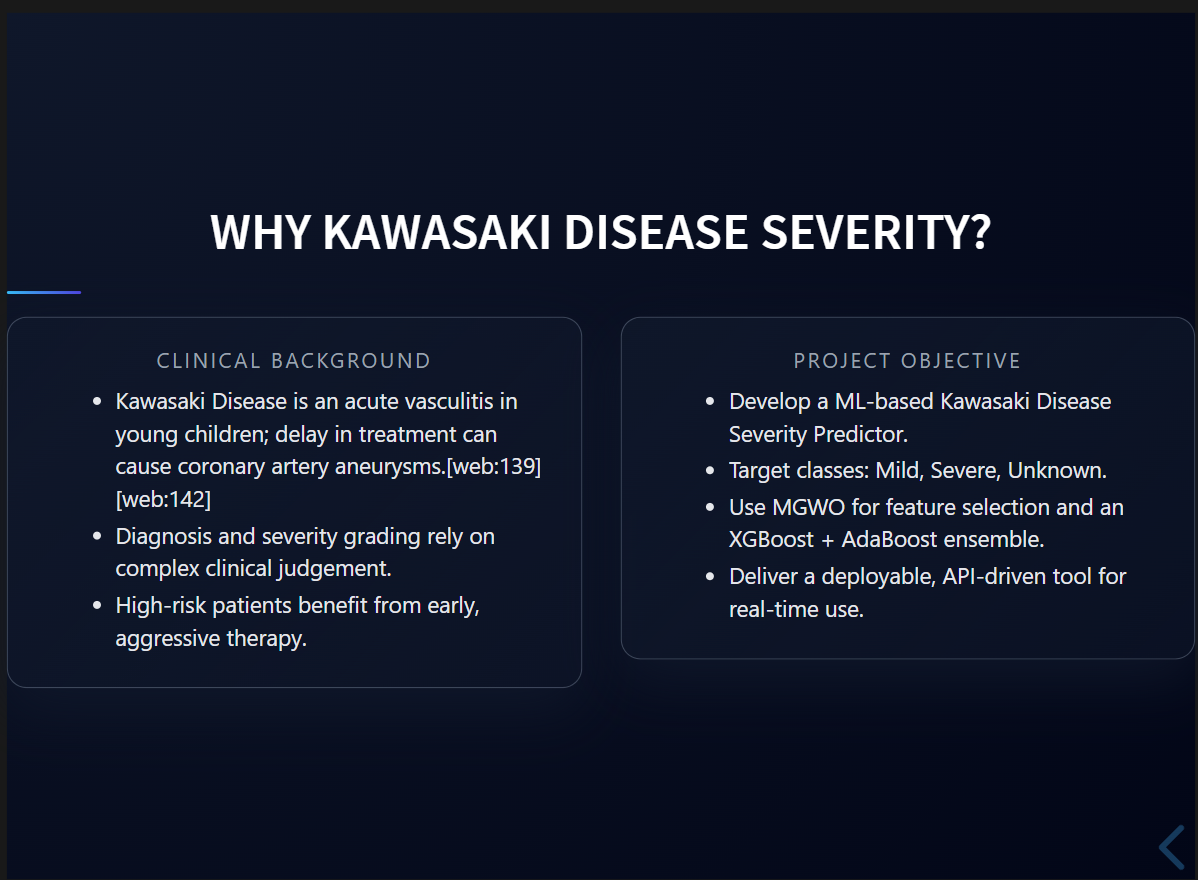 WHY KAWASAKI DISEASE SEVERITY?
CLINICAL BACKGROUND
• Kawasaki Disease is an acute vasculitis in
young children; delay in treatment can
cause coronary artery aneurysms.[web:139]
[web:142]
• Diagnosis and severity grading rely on
complex clinical judgement.
• High-risk patients benefit from early,
aggressive therapy.
PROJECT OBJECTIVE
• Develop a ML-based Kawasaki Disease
Severity Predictor.
• Target classes: Mild, Severe, Unknown.
• Use MGWO for feature selection and an
XGBoost + AdaBoost ensemble.
• Deliver a deployable, API-driven tool for
real-time use.